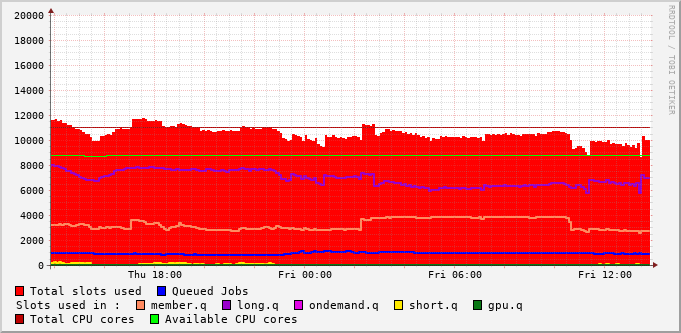 20000
18000
16000
14000
12000
10000
8000
6000
4000
2000
0
Thu 18:00 Fri 00:00 Fri 06:00 Fri 12:00
RRDTOOL / TOBI OETIKER
Total slots used Queued Jobs
Slots used in : member.q long.q ondemand.q short.q gpu.q
Total CPU cores Available CPU cores